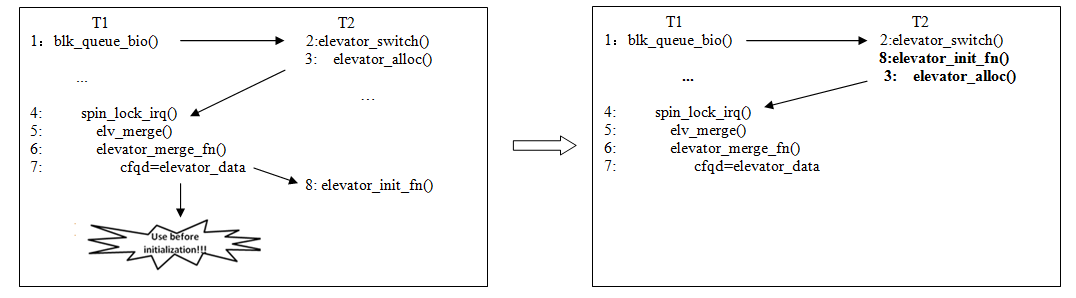 T1 T2
1: blk_queue_bio() 2:elevator_switch()
3: elevator_alloc()
... ...
4: spin_lock_irq()
5: elv_merge()
6: elevator_merge_fn()
7: cfqd=elevator_data
8: elevator_init_fn()
Use before
initialization!!!
T1 T2
1: blk_queue_bio() 2:elevator_switch()
8:elevator_init_fn()
... 3: elevator_alloc()
4: spin_lock_irq()
5: elv_merge()
6: elevator_merge_fn()
7: cfqd=elevator_data